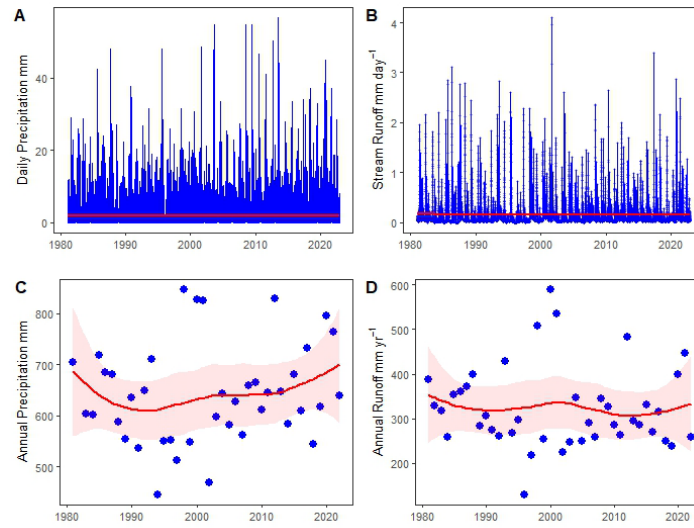 A
Daily Precipitation mm
40
20
0
1980 1990 2000 2010 2020
B
Stream Runoff mm day⁻¹
4
3
2
1
0
1980 1990 2000 2010 2020
C
Annual Precipitation mm
800
700
600
500
1980 1990 2000 2010 2020
D
Annual Runoff mm yr⁻¹
600
500
400
300
200
1980 1990 2000 2010 2020